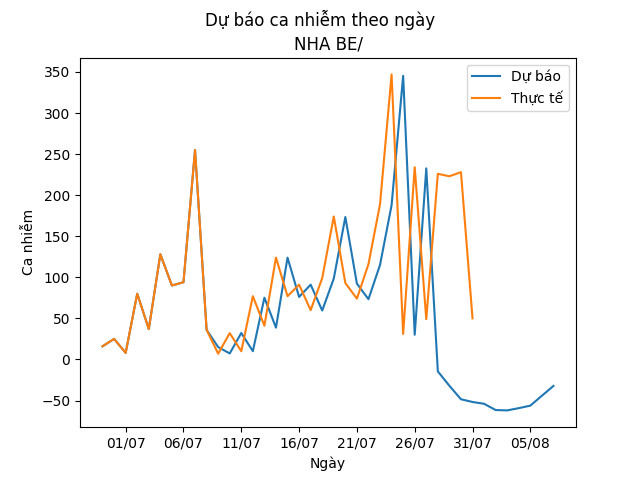 Dự báo ca nhiễm theo ngày
NHA BE/
Dự báo
Thực tế
Ca nhiễm
350
300
250
200
150
100
50
0
−50
01/07 06/07 11/07 16/07 21/07 26/07 31/07 05/08
Ngày